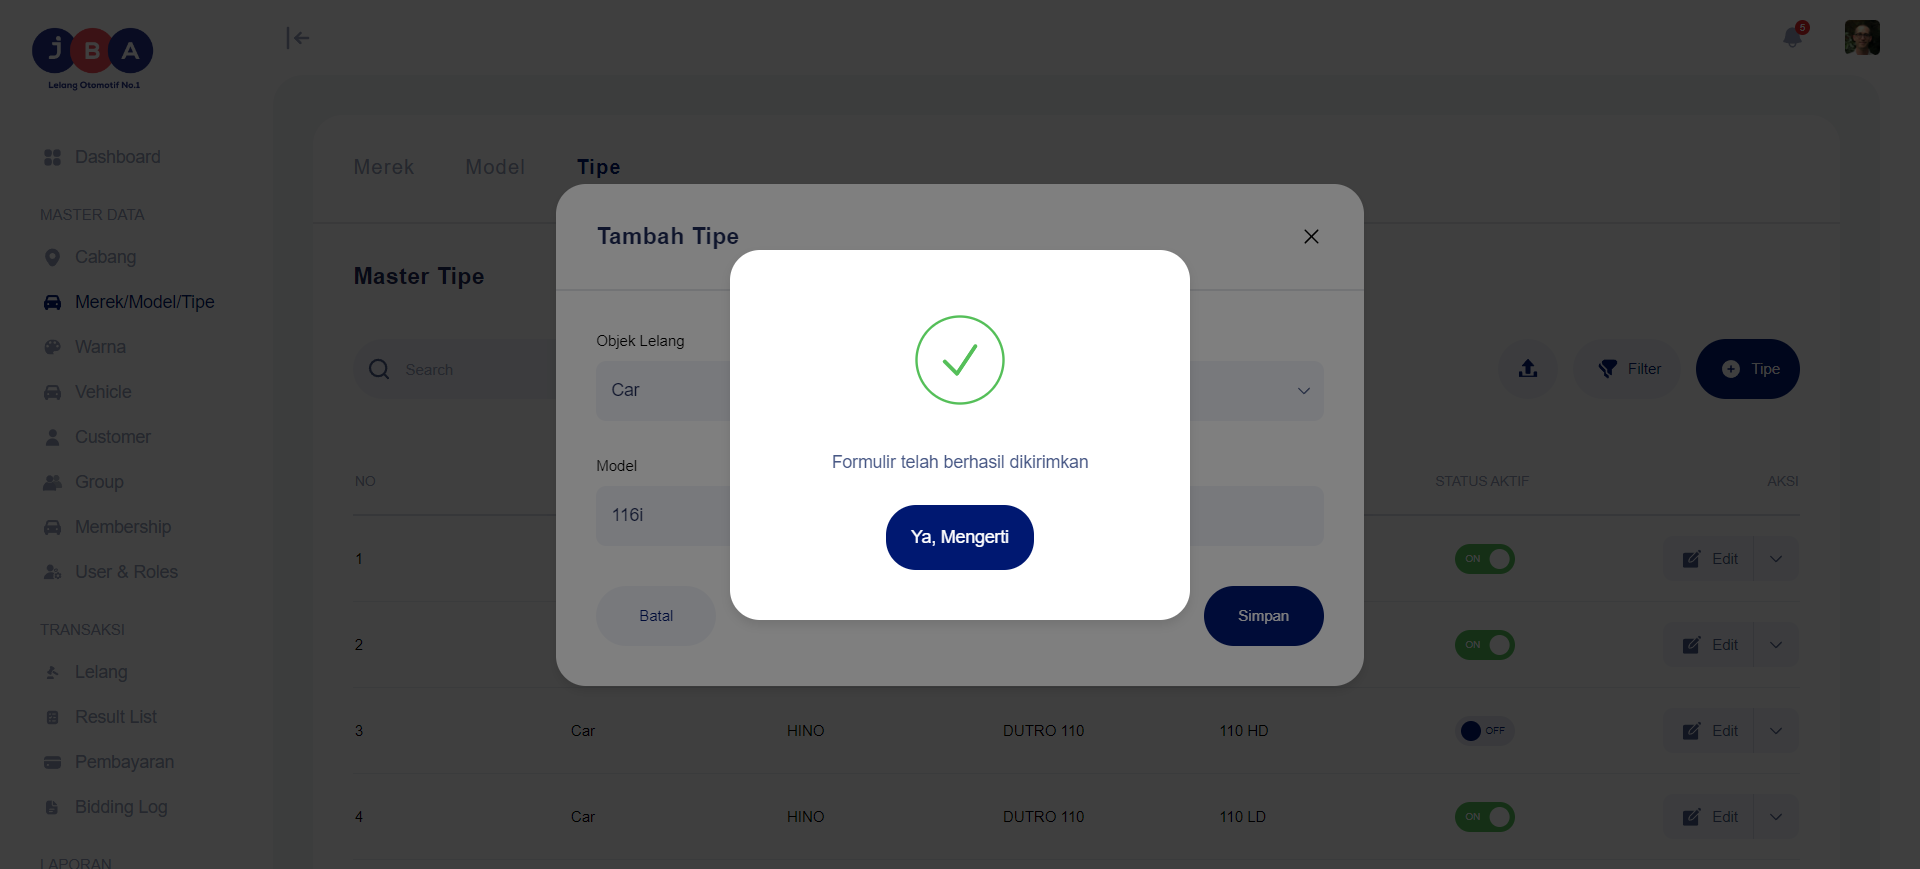 JBA
Lelang Otomotif No.1
5
Dashboard
MASTER DATA
Cabang
Merek/Model/Tipe
Warna
Vehicle
Customer
Group
Membership
User & Roles
TRANSAKSI
Lelang
Result List
Pembayaran
Bidding Log
LAPORAN
Merek Model Tipe
Master Tipe
Search
Filter
Tipe
NO STATUS AKTIF AKSI
1 ON Edit
2 ON Edit
3 Car HINO DUTRO 110 110 HD OFF Edit
4 Car HINO DUTRO 110 110 LD ON Edit
Tambah Tipe
Objek Lelang
Car
Model
116i
Batal
Simpan
Formulir telah berhasil dikirimkan
Ya, Mengerti